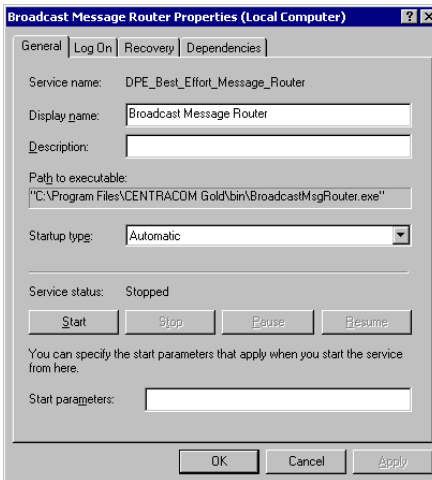 Broadcast Message Router Properties (Local Computer)
General Log On Recovery Dependencies
Service name: DPE_Best_Effort_Message_Router
Display name: Broadcast Message Router
Description:
Path to executable:
"C:\Program Files\CENTRACOM Gold\bin\BroadcastMsgRouter.exe"
Startup type: Automatic
Service status: Stopped
Start Stop Pause Resume
You can specify the start parameters that apply when you start the service
from here.
Start parameters:
OK Cancel Apply